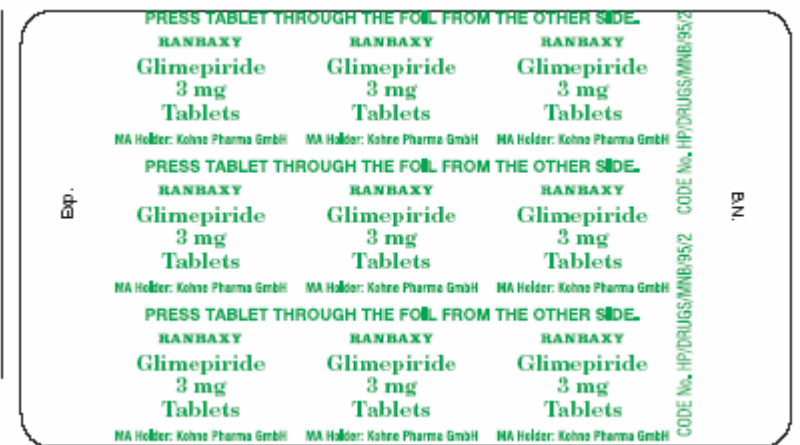 PRESS TABLET THROUGH THE FOIL FROM THE OTHER SIDE.
RANBAXY RANBAXY RANBAXY
Glimepiride Glimepiride Glimepiride
3 mg 3 mg 3 mg
Tablets Tablets Tablets
MA Holder: Kohne Pharma GmbH MA Holder: Kohne Pharma GmbH MA Holder: Kohne Pharma GmbH
PRESS TABLET THROUGH THE FOIL FROM THE OTHER SIDE.
RANBAXY RANBAXY RANBAXY
Glimepiride Glimepiride Glimepiride
3 mg 3 mg 3 mg
Tablets Tablets Tablets
MA Holder: Kohne Pharma GmbH MA Holder: Kohne Pharma GmbH MA Holder: Kohne Pharma GmbH
PRESS TABLET THROUGH THE FOIL FROM THE OTHER SIDE.
RANBAXY RANBAXY RANBAXY
Glimepiride Glimepiride Glimepiride
3 mg 3 mg 3 mg
Tablets Tablets Tablets
MA Holder: Kohne Pharma GmbH MA Holder: Kohne Pharma GmbH MA Holder: Kohne Pharma GmbH
Exp.
CODE No. HP/DRUGS/MNB/95/2 CODE No. HP/DRUGS/MNB/95/2
B.N.